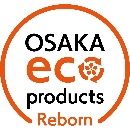 OSAKA
eco
products
Reborn